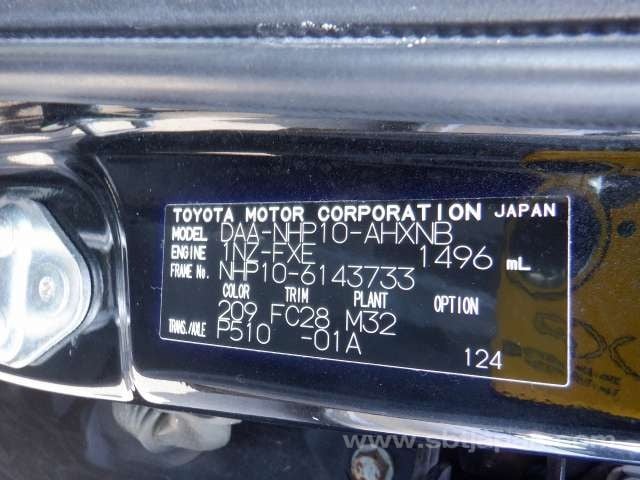 TOYOTA MOTOR CORPORATION JAPAN
MODEL DAA-NHP10-AHXNB
ENGINE 1NZ-FXE 1496 mL
FRAME No. NHP10-6143733
COLOR TRIM PLANT OPTION
209 FC28 M32
TRANS./AXLE P510 -01A
124
www.sbtjapan.com